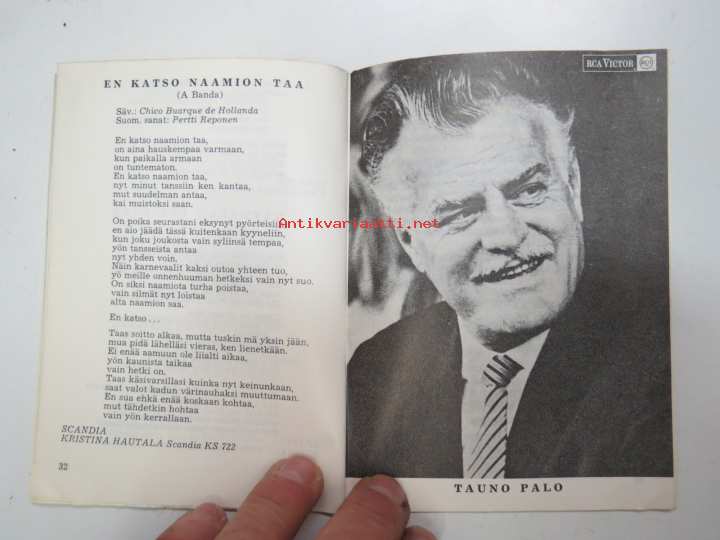 EN KATSO NAAMION TAA
(A Banda)
Säv.: Chico Buarque de Hollanda
Suom. sanat: Pertti Reponen
En katso naamion taa,
on aina hauskempaa varmaan,
kun paikalla armaan
on tuntematon.
En katso naamion taa,
nyt minut tanssiin ken kantaa,
mut suudelman antaa,
kai muistoksi saan.
On poika seurastani eksynyt pyörteisiin
en aio jäädä tässä kuitenkaan kyyneliin,
kun joku joukosta vain syliinsä tempaa,
yön tansseista antaa
nyt yhden voin.
Näin karnevaalit kaksi outoa yhteen tuo,
yö meille onnenhuuman hetkeksi vain nyt suo.
On siksi naamiota turha poistaa,
vain silmät nyt loistaa
alta naamion saa.
En katso...
Taas soitto alkaa, mutta tuskin mä yksin jään,
mua pidä lähelläsi vieras, ken lienetkään.
Ei enää aamuun ole liialti aikaa,
yön kaunista taikaa
vain hetki on.
Taas käsivarsillasi kuinka nyt keinunkaan,
saat valot kadun värinauhaksi muuttumaan.
En sua ehkä enää koskaan kohtaa,
mut tähdetkin hohtaa
vain yön kerrallaan.
SCANDIA
KRISTINA HAUTALA Scandia KS 722
32
RCA VICTOR
TAUNO PALO
Antikvariaatti.net